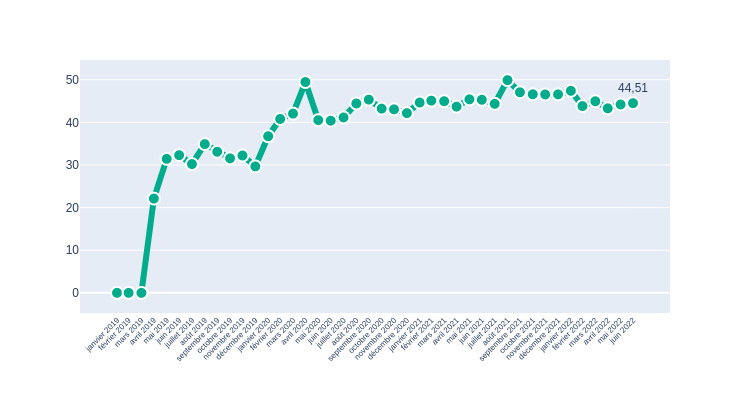 50
40
30
20
10
0
44,51
janvier 2019
février 2019
mars 2019
avril 2019
mai 2019
juin 2019
juillet 2019
août 2019
septembre 2019
octobre 2019
novembre 2019
décembre 2019
janvier 2020
février 2020
mars 2020
avril 2020
mai 2020
juin 2020
juillet 2020
août 2020
septembre 2020
octobre 2020
novembre 2020
décembre 2020
janvier 2021
février 2021
mars 2021
avril 2021
mai 2021
juin 2021
juillet 2021
août 2021
septembre 2021
octobre 2021
novembre 2021
décembre 2021
janvier 2022
février 2022
mars 2022
avril 2022
mai 2022
juin 2022